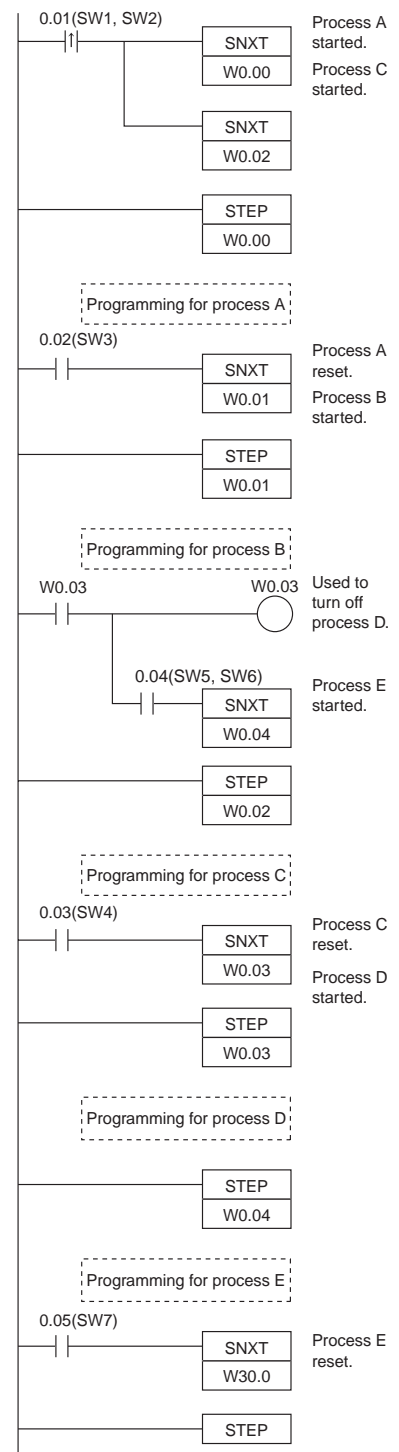 0.01(SW1, SW2)
SNXT
W0.00
Process A
started.
Process C
started.
SNXT
W0.02
STEP
W0.00
Programming for process A
0.02(SW3)
SNXT
W0.01
Process A
reset.
Process B
started.
STEP
W0.01
Programming for process B
W0.03
W0.03
Used to
turn off
process D.
0.04(SW5, SW6)
SNXT
W0.04
Process E
started.
STEP
W0.02
Programming for process C
0.03(SW4)
SNXT
W0.03
Process C
reset.
Process D
started.
STEP
W0.03
Programming for process D
STEP
W0.04
Programming for process E
0.05(SW7)
SNXT
W30.0
Process E
reset.
STEP